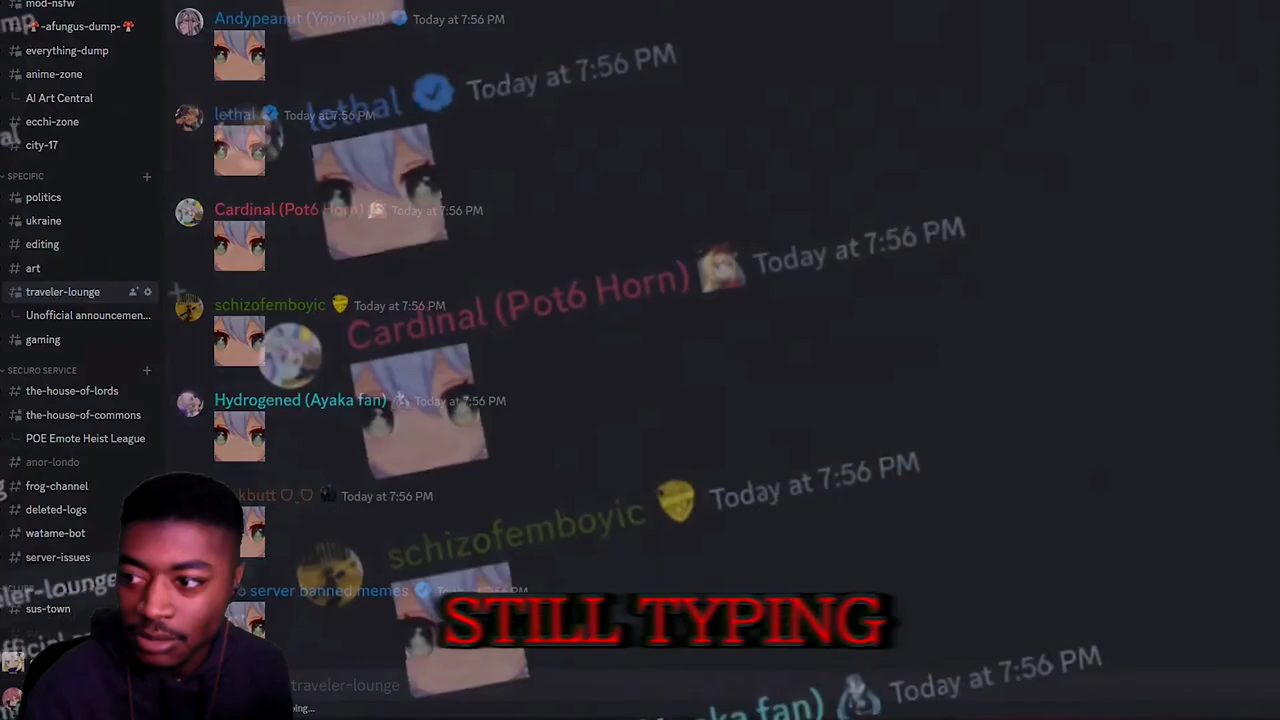 mod-nsfw
-afungus-dump-
everything-dump
anime-zone
AI Art Central
ecchi-zone
city-17
SPECIFIC
politics
ukraine
editing
art
traveler-lounge
Unofficial announcemen...
gaming
SECURO SERVICE
the-house-of-lords
the-house-of-commons
POE Emote Heist League
anor-londo
frog-channel
deleted-logs
watame-bot
server-issues
sus-town
Andypeanut (Yoimiya!!!) Today at 7:56 PM
lethal Today at 7:56 PM
Cardinal (Pot6 Horn) Today at 7:56 PM
schizofemboyic Today at 7:56 PM
Hydrogened (Ayaka fan) Today at 7:56 PM
kbutt Today at 7:56 PM
server banned memes Today at 7:56 PM
traveler-lounge
lethal Today at 7:56 PM
Cardinal (Pot6 Horn) Today at 7:56 PM
schizofemboyic Today at 7:56 PM
ka fan) Today at 7:56 PM
STILL TYPING